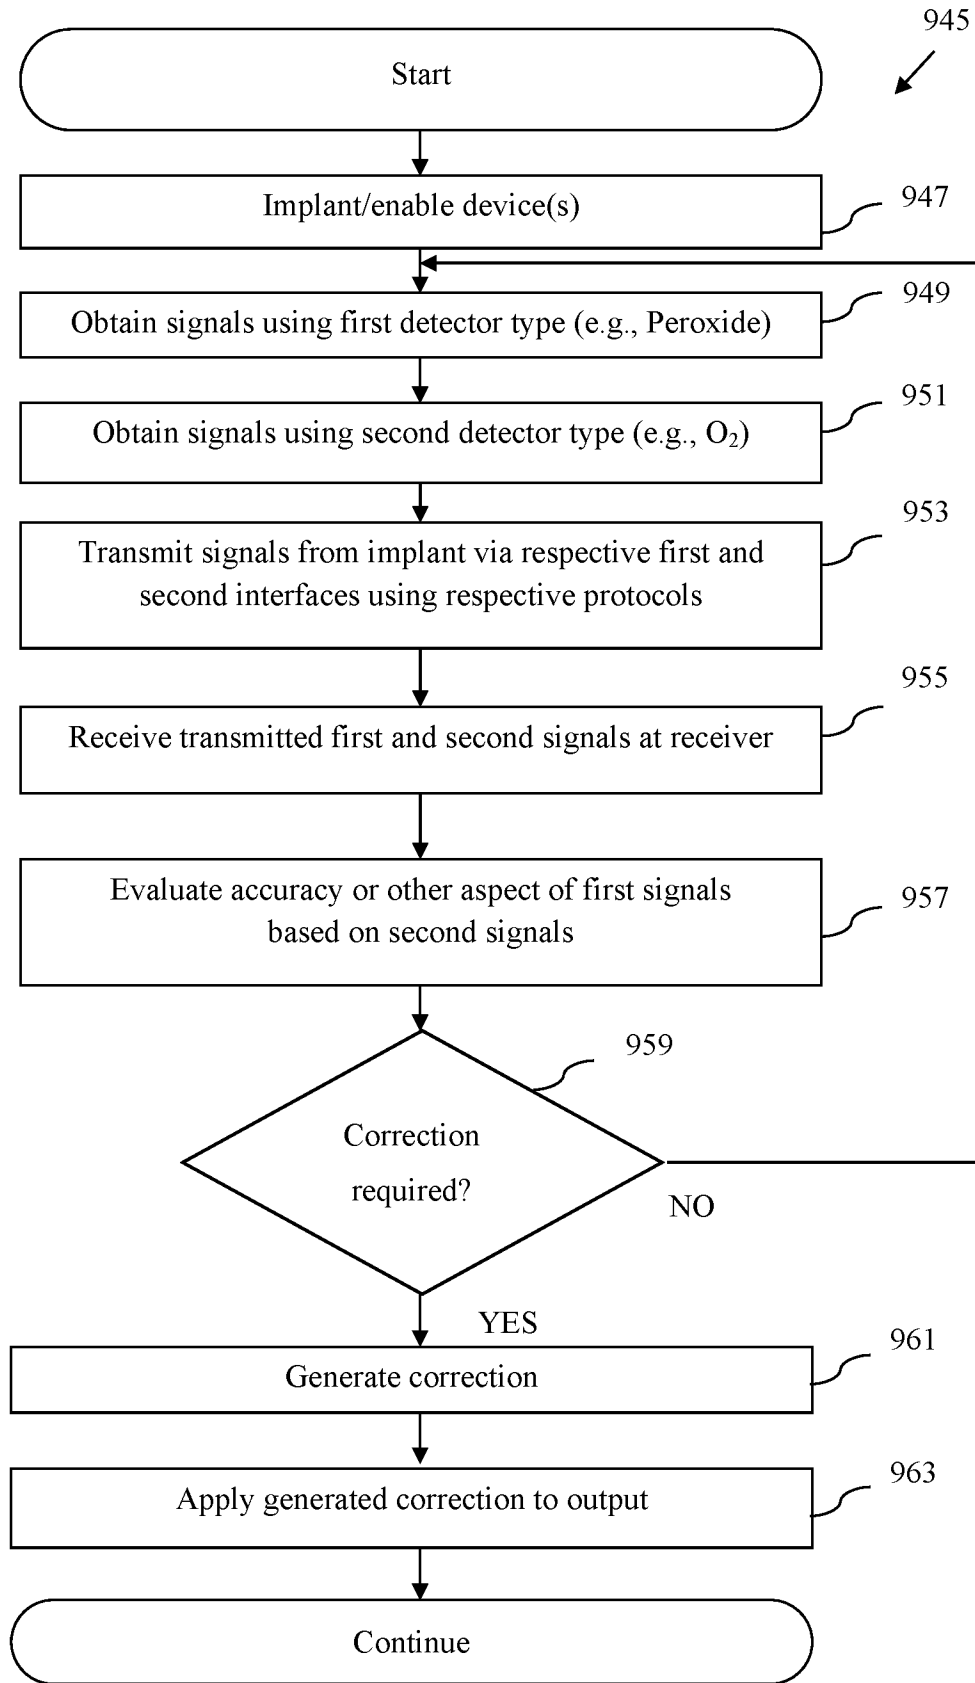 945
Start
Implant/enable device(s)
947
949
Obtain signals using first detector type (e.g., Peroxide)
951
Obtain signals using second detector type (e.g., O₂)
953
Transmit signals from implant via respective first and
second interfaces using respective protocols
955
Receive transmitted first and second signals at receiver
957
Evaluate accuracy or other aspect of first signals
based on second signals
959
Correction
required?
NO
YES
961
Generate correction
963
Apply generated correction to output
Continue